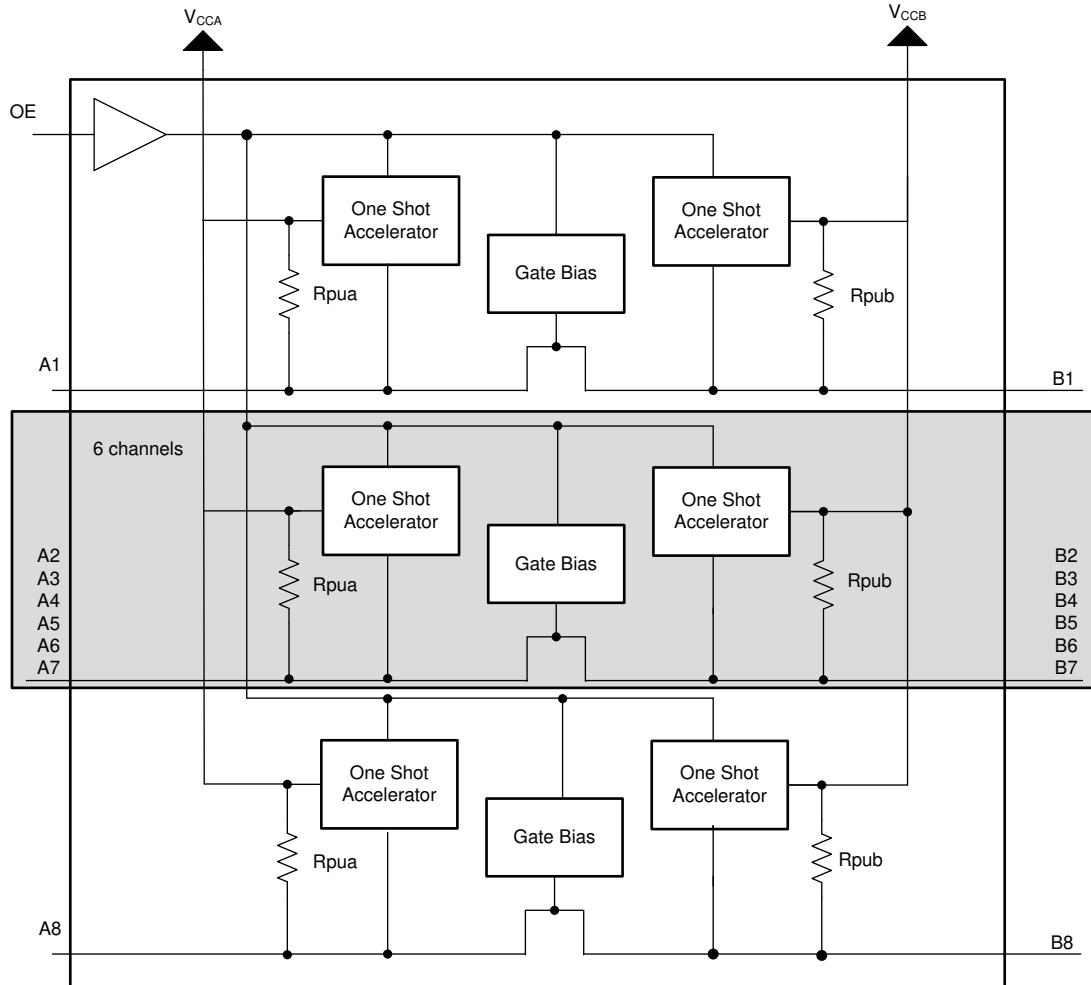 VCCA
VCCB
OE
One Shot
Accelerator
One Shot
Accelerator
Gate Bias
Rpua
Rpub
A1
B1
6 channels
One Shot
Accelerator
One Shot
Accelerator
Gate Bias
Rpua
Rpub
A2
A3
A4
A5
A6
A7
B2
B3
B4
B5
B6
B7
One Shot
Accelerator
One Shot
Accelerator
Gate Bias
Rpua
Rpub
A8
B8